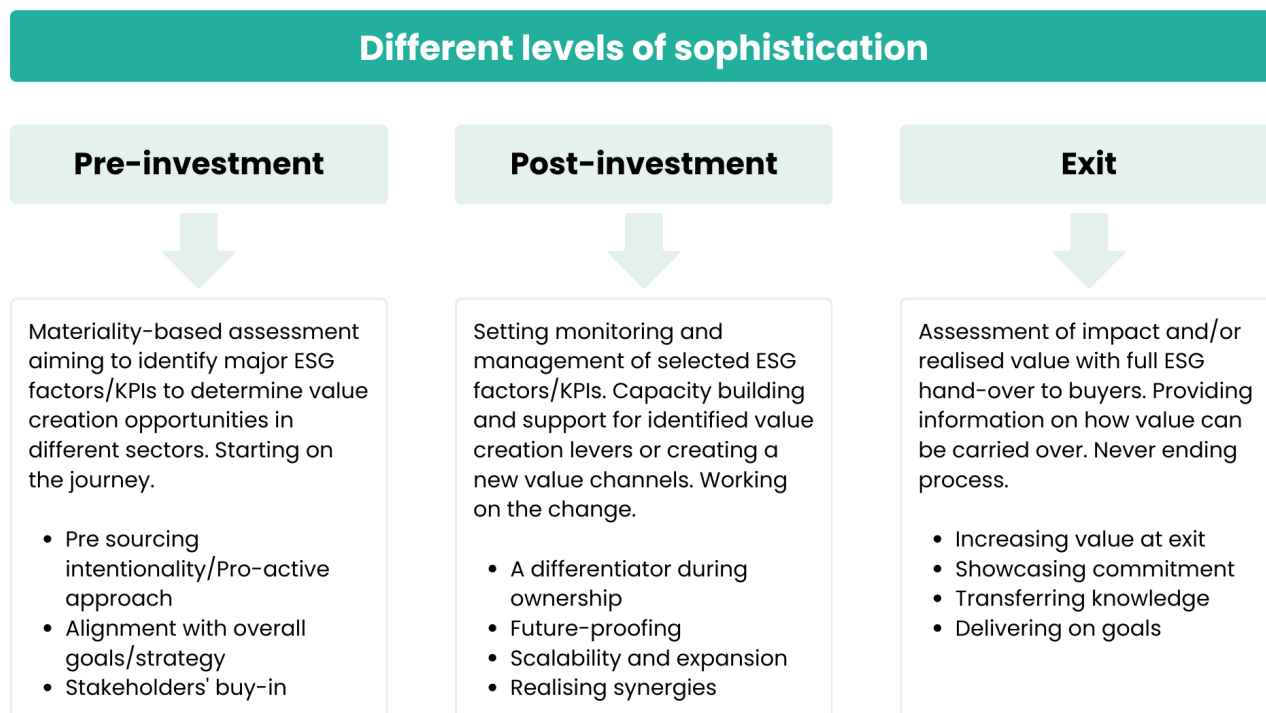 Different levels of sophistication
Pre-investment
Materiality-based assessment
aiming to identify major ESG
factors/KPIs to determine value
creation opportunities in
different sectors. Starting on
the journey.
• Pre sourcing
intentionality/Pro-active
approach
• Alignment with overall
goals/strategy
• Stakeholders' buy-in
Post-investment
Setting monitoring and
management of selected ESG
factors/KPIs. Capacity building
and support for identified value
creation levers or creating a
new value channels. Working
on the change.
• A differentiator during
ownership
• Future-proofing
• Scalability and expansion
• Realising synergies
Exit
Assessment of impact and/or
realised value with full ESG
hand-over to buyers. Providing
information on how value can
be carried over. Never ending
process.
• Increasing value at exit
• Showcasing commitment
• Transferring knowledge
• Delivering on goals